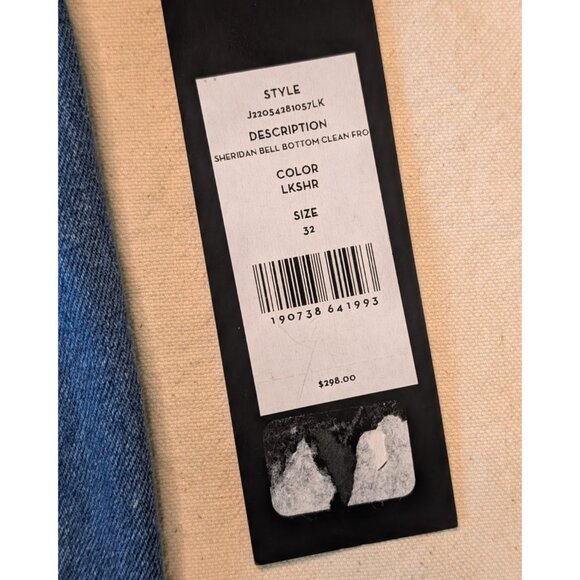 STYLE
J22054281057LK
DESCRIPTION
SHERIDAN BELL BOTTOM CLEAN FRO
COLOR
LKSHR
SIZE
32
190738 641993
$298.00